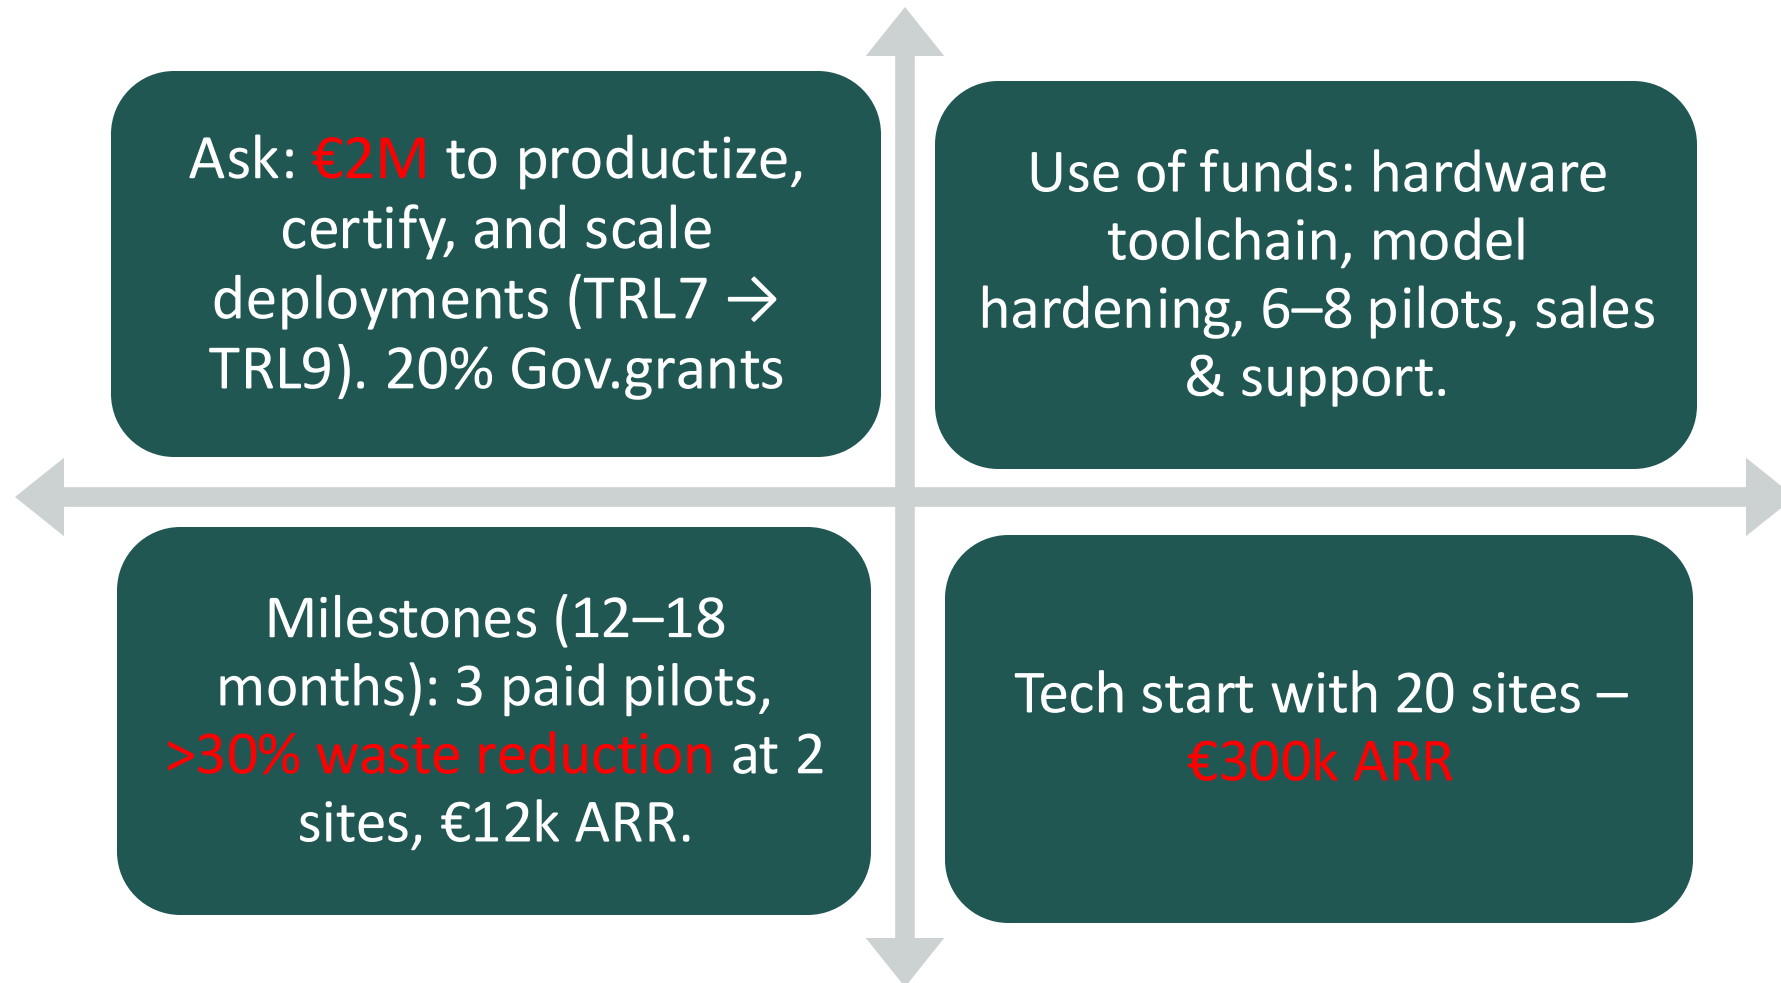 Ask: €2M to productize,
certify, and scale
deployments (TRL7 →
TRL9). 20% Gov.grants
Use of funds: hardware
toolchain, model
hardening, 6–8 pilots, sales
& support.
Milestones (12–18
months): 3 paid pilots,
>30% waste reduction at 2
sites, €12k ARR.
Tech start with 20 sites –
€300k ARR